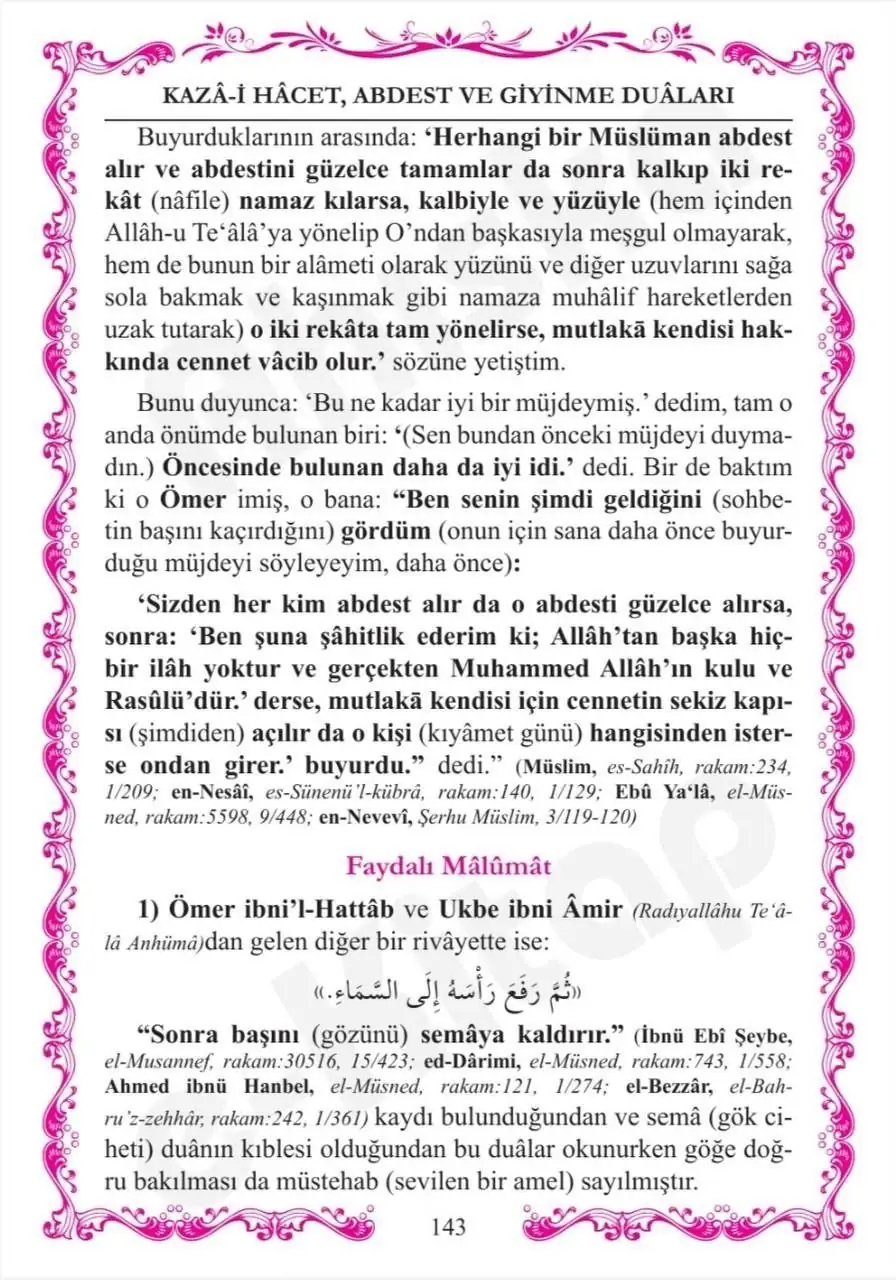 KAZÂ-İ HÂCET, ABDEST VE GİYİNME DUÂLARI
Buyurduklarının arasında: ‘Herhangi bir Müslüman abdest
alır ve abdestini güzelce tamamlar da sonra kalkıp iki re-
kât (nâfile) namaz kılarsa, kalbiyle ve yüzüyle (hem içinden
Allâh-u Te‘âlâ’ya yönelip O’ndan başkasıyla meşgul olmayarak,
hem de bunun bir alâmeti olarak yüzünü ve diğer uzuvlarını sağa
sola bakmak ve kaşınmak gibi namaza muhâlif hareketlerden
uzak tutarak) o iki rekâta tam yönelirse, mutlakā kendisi hak-
kında cennet vâcib olur.’ sözüne yetiştim.
Bunu duyunca: ‘Bu ne kadar iyi bir müjdeymiş.’ dedim, tam o
anda önümde bulunan biri: ‘(Sen bundan önceki müjdeyi duyma-
dın.) Öncesinde bulunan daha da iyi idi.’ dedi. Bir de baktım
ki o Ömer imiş, o bana: “Ben senin şimdi geldiğini (sohbe-
tin başını kaçırdığını) gördüm (onun için sana daha önce buyur-
duğu müjdeyi söyleyeyim, daha önce):
‘Sizden her kim abdest alır da o abdesti güzelce alırsa,
sonra: ‘Ben şuna şâhitlik ederim ki; Allâh’tan başka hiç-
bir ilâh yoktur ve gerçekten Muhammed Allâh’ın kulu ve
Rasûlü’dür.’ derse, mutlakā kendisi için cennetin sekiz kapı-
sı (şimdiden) açılır da o kişi (kıyâmet günü) hangisinden ister-
se ondan girer.’ buyurdu.” dedi.” (Müslim, es-Sahîh, rakam:234,
1/209; en-Nesâî, es-Sünenü’l-kübrâ, rakam:140, 1/129; Ebû Ya‘lâ, el-Müs-
ned, rakam:5598, 9/448; en-Nevevî, Şerhu Müslim, 3/119-120)
Faydalı Mâlûmât
1) Ömer ibni’l-Hattâb ve Ukbe ibni Âmir (Radıyallâhu Te‘â-
lâ Anhümâ)dan gelen diğer bir rivâyette ise:
«ثُمَّ رَفَعَ رَأْسَهُ إِلَى السَّمَاءِ.»
“Sonra başını (gözünü) semâya kaldırır.” (İbnü Ebî Şeybe,
el-Musannef, rakam:30516, 15/423; ed-Dârimi, el-Müsned, rakam:743, 1/558;
Ahmed ibnü Hanbel, el-Müsned, rakam:121, 1/274; el-Bezzâr, el-Bah-
ru’z-zehhâr, rakam:242, 1/361) kaydı bulunduğundan ve semâ (gök ci-
heti) duânın kıblesi olduğundan bu duâlar okunurken göğe doğ-
ru bakılması da müstehab (sevilen bir amel) sayılmıştır.
143